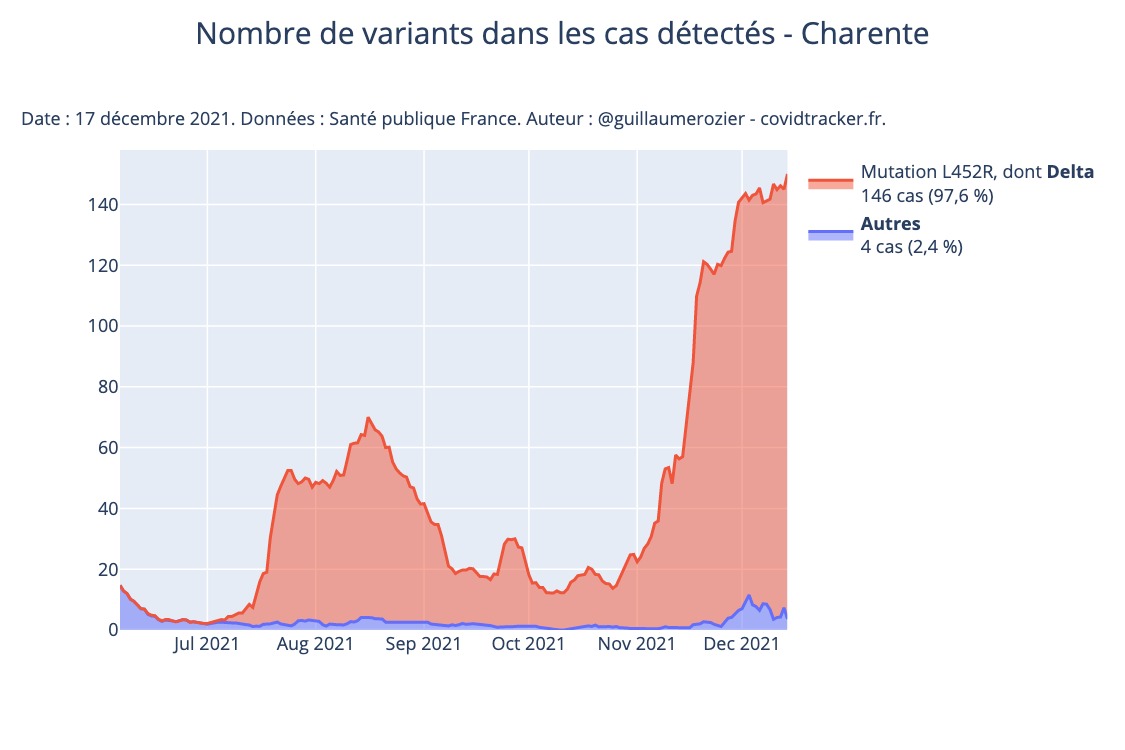 Nombre de variants dans les cas détectés - Charente
Date : 17 décembre 2021. Données : Santé publique France. Auteur : @guillaumerozier - covidtracker.fr.
Mutation L452R, dont Delta
146 cas (97,6 %)
Autres
4 cas (2,4 %)
140
120
100
80
60
40
20
0
Jul 2021
Aug 2021
Sep 2021
Oct 2021
Nov 2021
Dec 2021